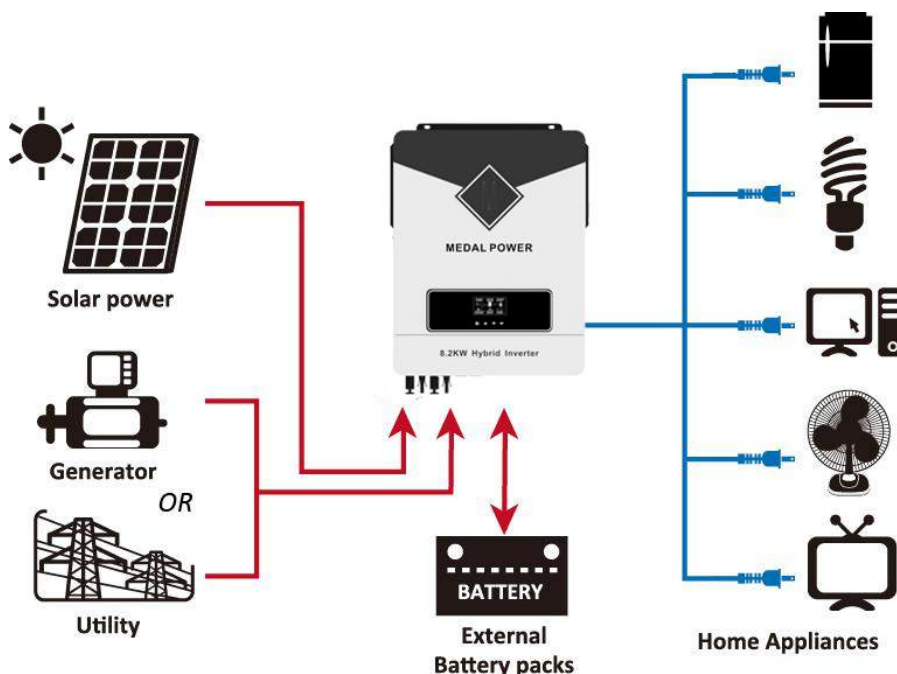 MEDAL POWER
8.2KW Hybrid Inverter
Solar power
Generator
OR
Utility
BATTERY
External
Battery packs
Home Appliances